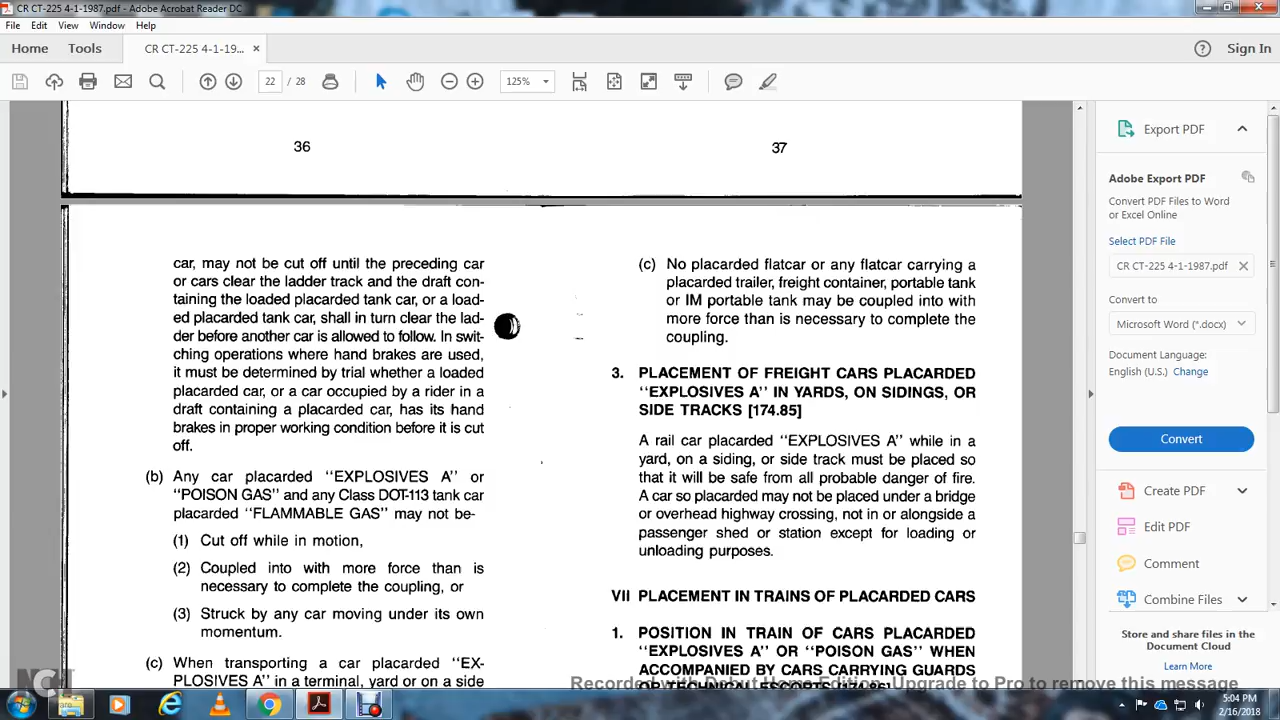 CR CT-225 4-1-1987.pdf - Adobe Acrobat Reader DC
File Edit View Window Help
Home Tools CR CT-225 4-1-19... × Sign In
22 / 28 125%
36 37
car, may not be cut off until the preceding car
or cars clear the ladder track and the draft con-
taining the loaded placarded tank car, or a load-
ed placarded tank car, shall in turn clear the lad-
der before another car is allowed to follow. In swit-
ching operations where hand brakes are used,
it must be determined by trial whether a loaded
placarded car, or a car occupied by a rider in a
draft containing a placarded car, has its hand
brakes in proper working condition before it is cut
off.
(b) Any car placarded "EXPLOSIVES A" or
"POISON GAS" and any Class DOT-113 tank car
placarded "FLAMMABLE GAS" may not be-
(1) Cut off while in motion,
(2) Coupled into with more force than is
necessary to complete the coupling, or
(3) Struck by any car moving under its own
momentum.
(c) When transporting a car placarded "EX-
PLOSIVES A" in a terminal, yard or on a side
(c) No placarded flatcar or any flatcar carrying a
placarded trailer, freight container, portable tank
or IM portable tank may be coupled into with
more force than is necessary to complete the
coupling.
3. PLACEMENT OF FREIGHT CARS PLACARDED
"EXPLOSIVES A" IN YARDS, ON SIDINGS, OR
SIDE TRACKS [174.85]
A rail car placarded "EXPLOSIVES A" while in a
yard, on a siding, or side track must be placed so
that it will be safe from all probable danger of fire.
A car so placarded may not be placed under a bridge
or overhead highway crossing, not in or alongside a
passenger shed or station except for loading or
unloading purposes.
VII PLACEMENT IN TRAINS OF PLACARDED CARS
1. POSITION IN TRAIN OF CARS PLACARDED
"EXPLOSIVES A" OR "POISON GAS" WHEN
ACCOMPANIED BY CARS CARRYING GUARDS
Export PDF
Adobe Export PDF
Convert PDF Files to Word
or Excel Online
Select PDF File
CR CT-225 4-1-1987.pdf
Convert to
Microsoft Word (*.docx)
Document Language:
English (U.S.) Change
Convert
Create PDF
Edit PDF
Comment
Combine Files
Store and share files in the
Document Cloud
Learn More
Recorded with Debut Home Edition. Upgrade to Pro to remove this message
NCH
5:04 PM
2/16/2018